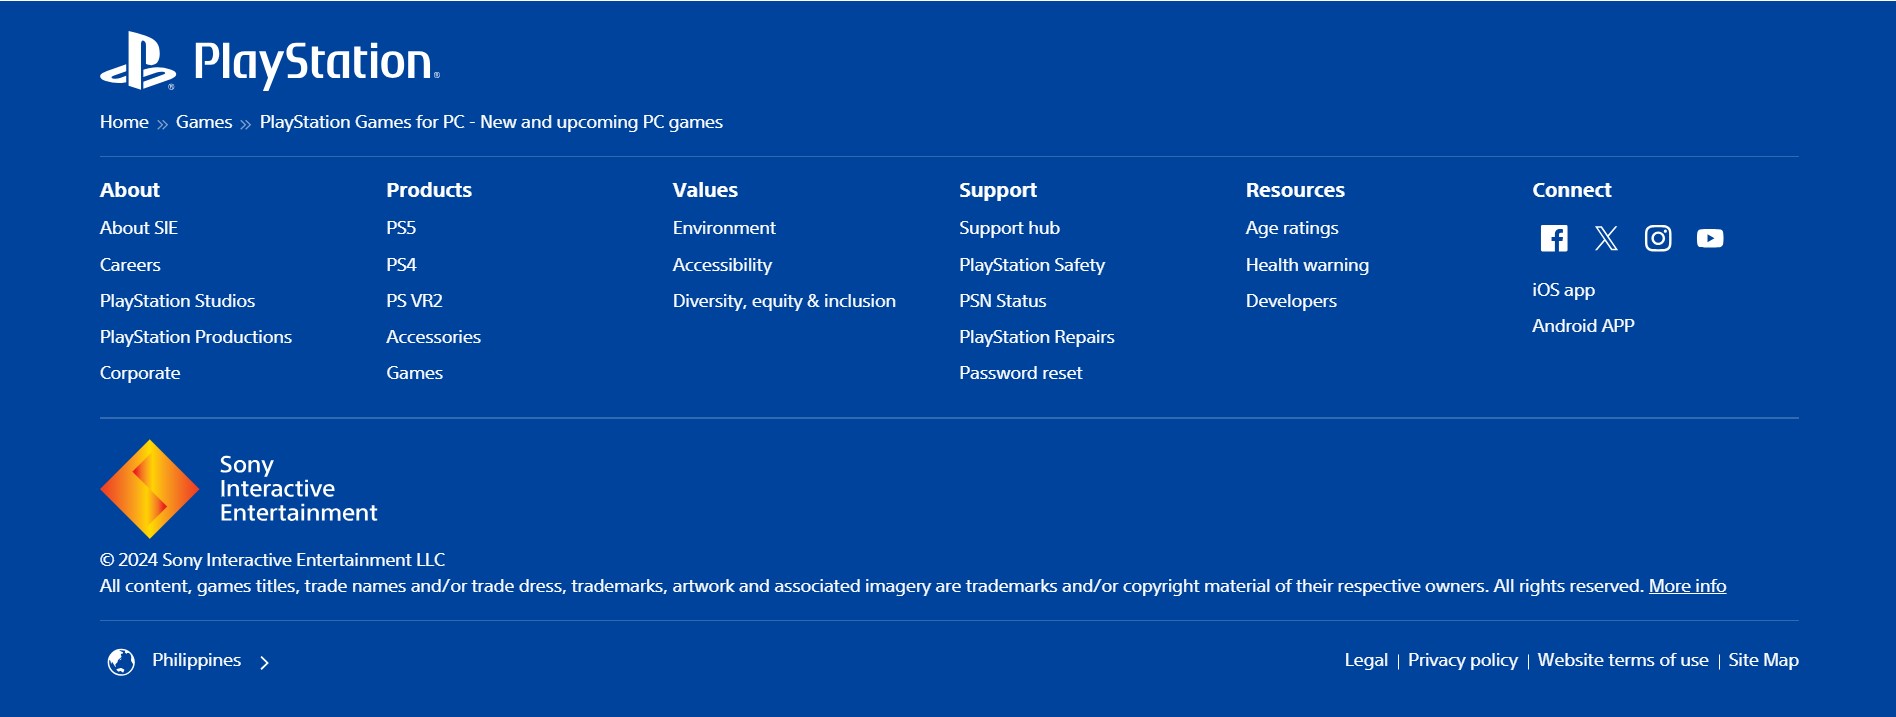 PlayStation®
Home » Games » PlayStation Games for PC - New and upcoming PC games
About
About SIE
Careers
PlayStation Studios
PlayStation Productions
Corporate
Products
PS5
PS4
PS VR2
Accessories
Games
Values
Environment
Accessibility
Diversity, equity & inclusion
Support
Support hub
PlayStation Safety
PSN Status
PlayStation Repairs
Password reset
Resources
Age ratings
Health warning
Developers
Connect
iOS app
Android APP
Sony
Interactive
Entertainment
© 2024 Sony Interactive Entertainment LLC
All content, games titles, trade names and/or trade dress, trademarks, artwork and associated imagery are trademarks and/or copyright material of their respective owners. All rights reserved. More info
Philippines
Legal | Privacy policy | Website terms of use | Site Map